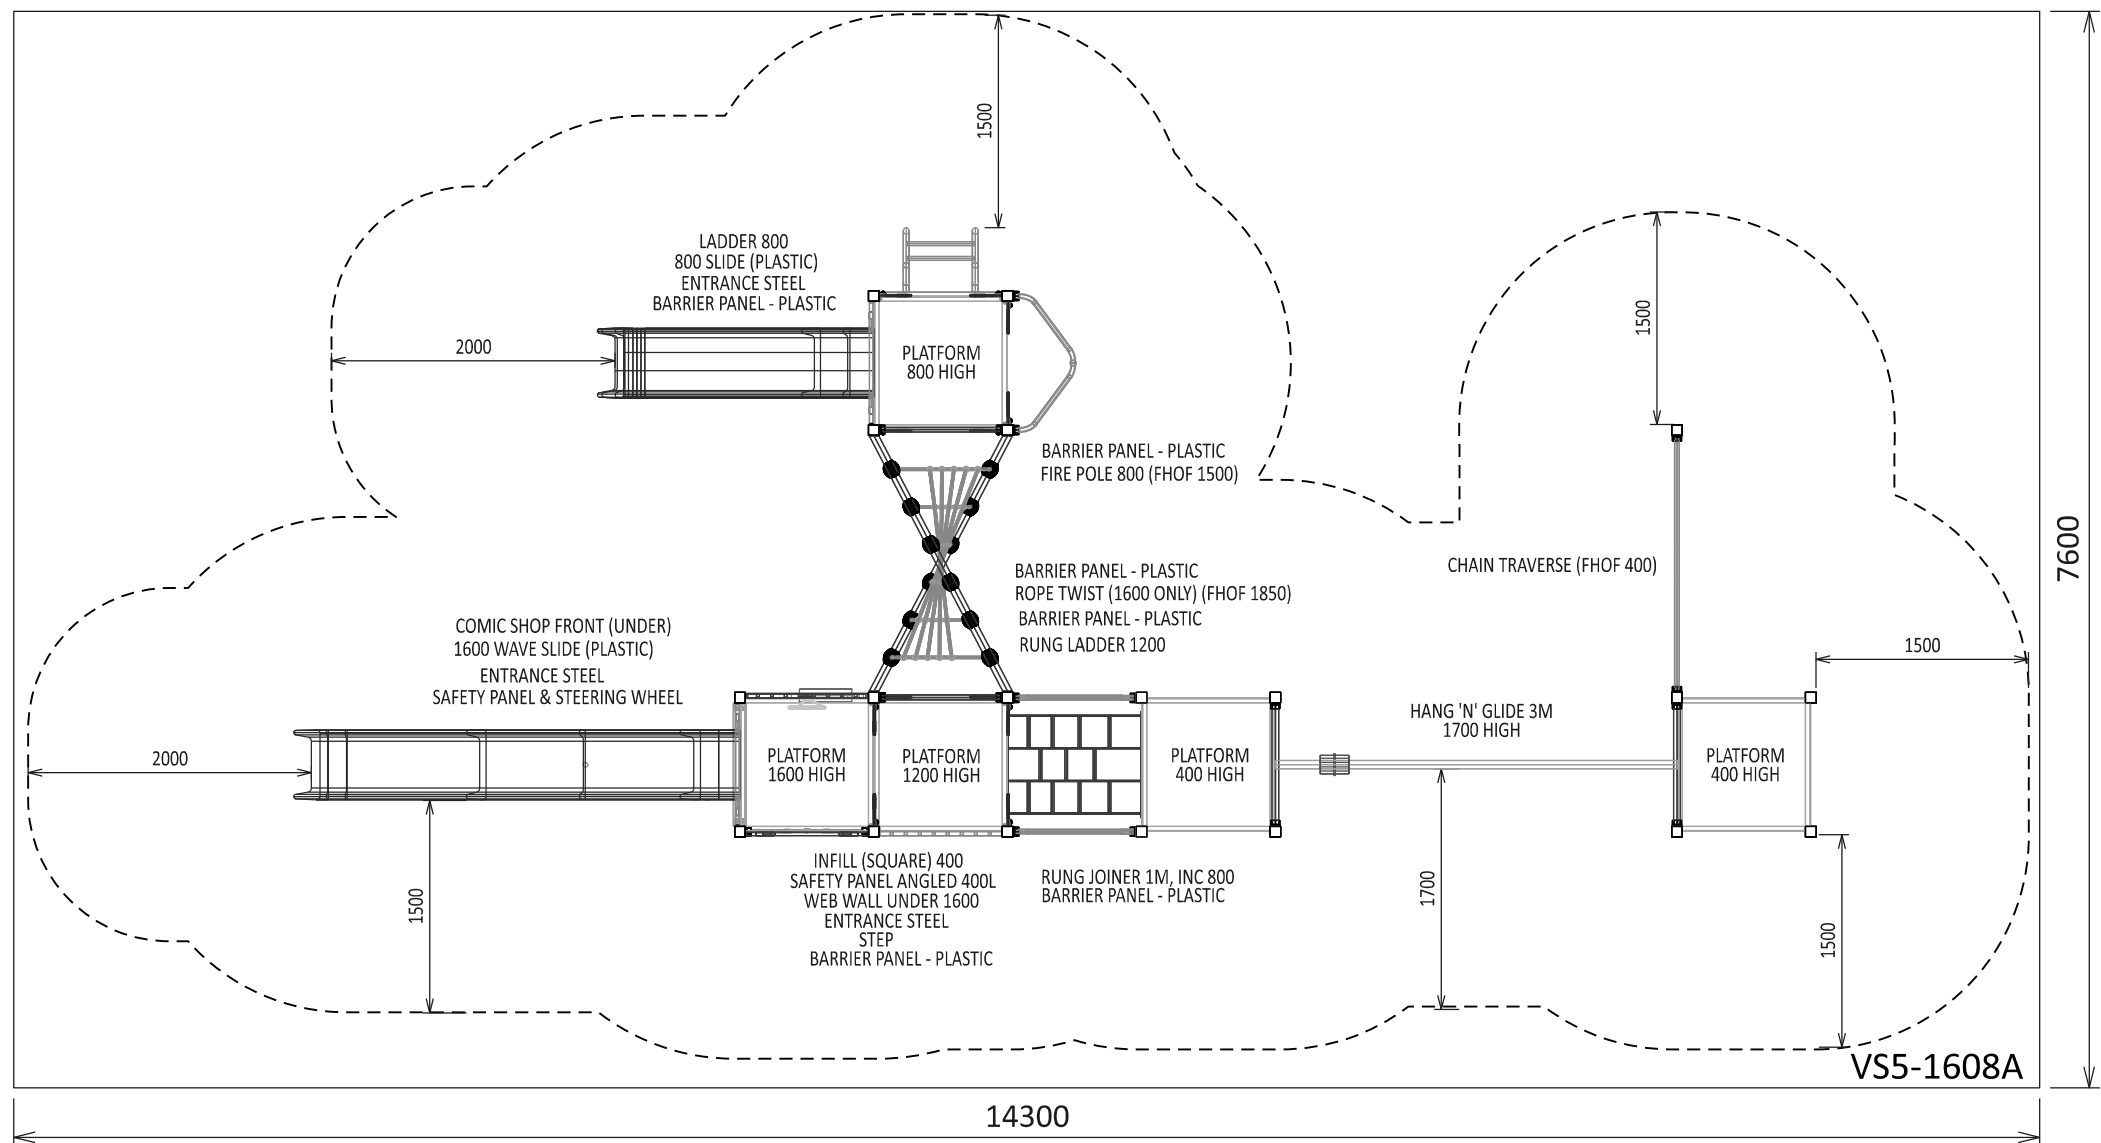 1500
LADDER 800
800 SLIDE (PLASTIC)
ENTRANCE STEEL
BARRIER PANEL - PLASTIC
2000
PLATFORM
800 HIGH
1500
BARRIER PANEL - PLASTIC
FIRE POLE 800 (FHOF 1500)
7600
CHAIN TRAVERSE (FHOF 400)
BARRIER PANEL - PLASTIC
ROPE TWIST (1600 ONLY) (FHOF 1850)
BARRIER PANEL - PLASTIC
RUNG LADDER 1200
COMIC SHOP FRONT (UNDER)
1600 WAVE SLIDE (PLASTIC)
ENTRANCE STEEL
SAFETY PANEL & STEERING WHEEL
1500
HANG 'N' GLIDE 3M
1700 HIGH
2000
PLATFORM
1600 HIGH
PLATFORM
1200 HIGH
PLATFORM
400 HIGH
PLATFORM
400 HIGH
INFILL (SQUARE) 400
SAFETY PANEL ANGLED 400L
WEB WALL UNDER 1600
ENTRANCE STEEL
STEP
BARRIER PANEL - PLASTIC
RUNG JOINER 1M, INC 800
BARRIER PANEL - PLASTIC
1500
1700
1500
VS5-1608A
14300